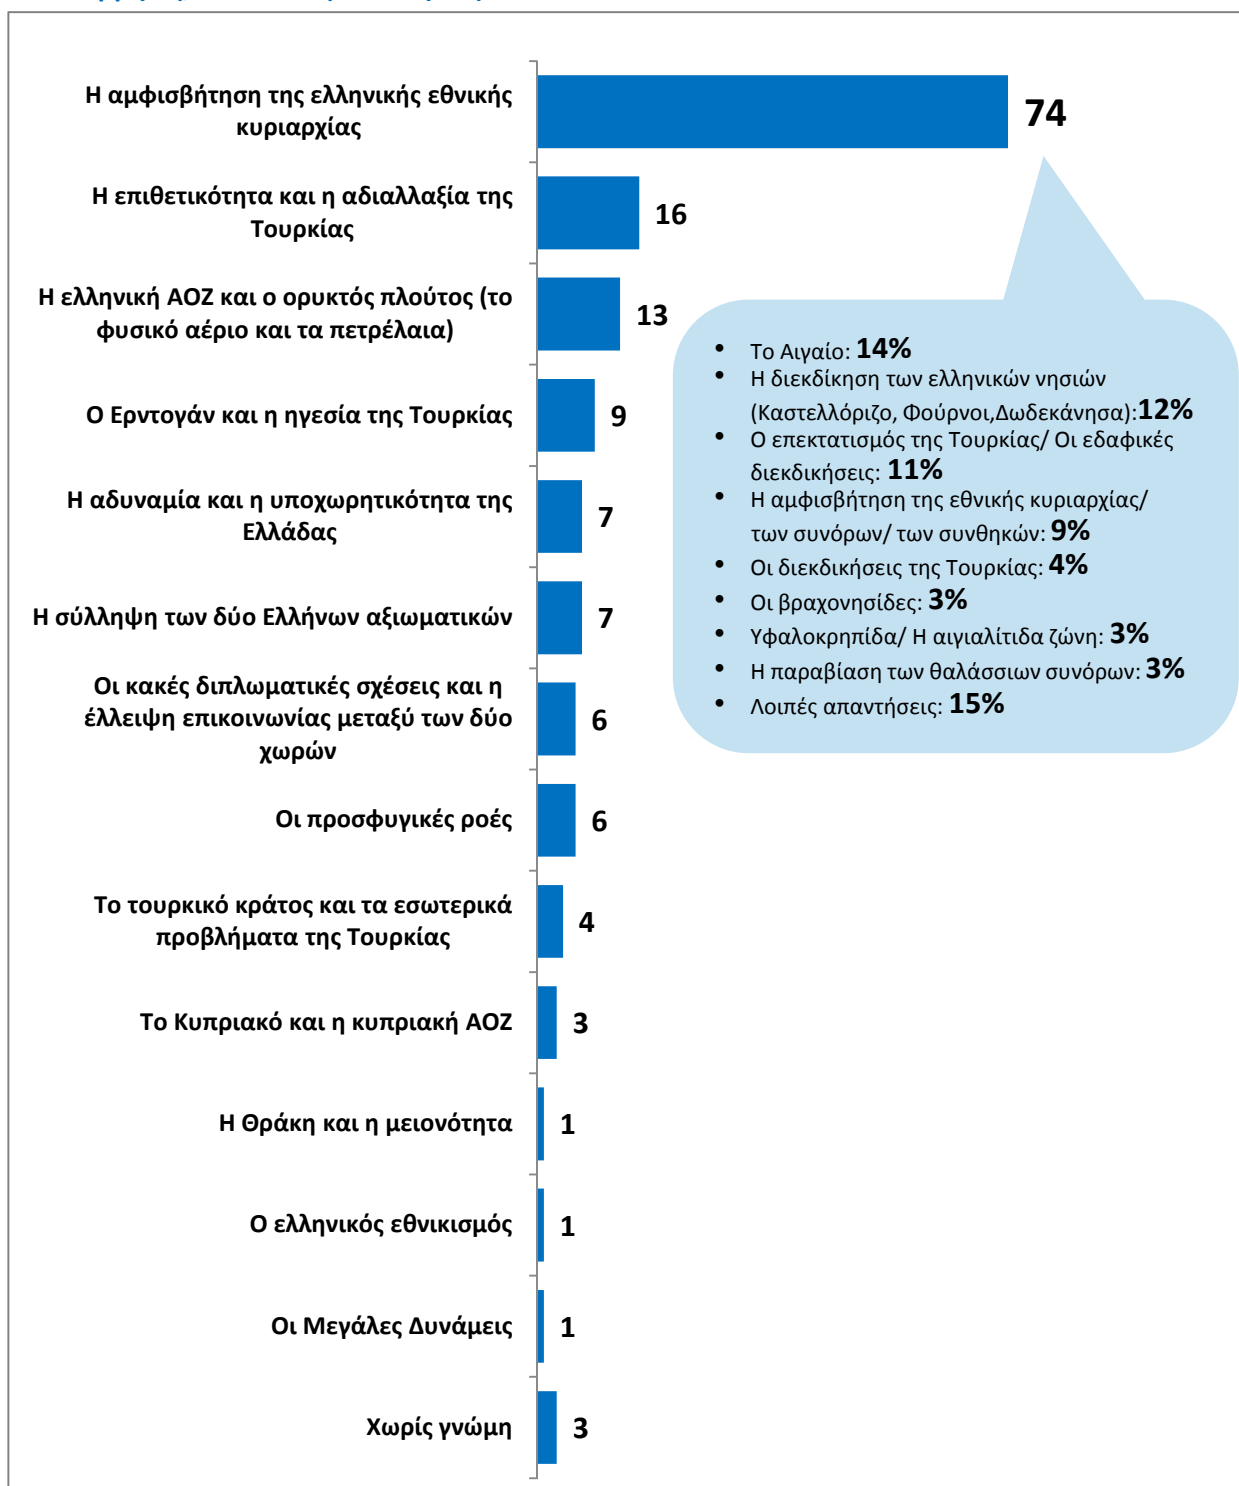 Η αμφισβήτηση της ελληνικής εθνικής
κυριαρχίας
74
Η επιθετικότητα και η αδιαλλαξία της
Τουρκίας
16
Η ελληνική ΑΟΖ και ο ορυκτός πλούτος (το
φυσικό αέριο και τα πετρέλαια)
13
Ο Ερντογάν και η ηγεσία της Τουρκίας
9
Η αδυναμία και η υποχωρητικότητα της
Ελλάδας
7
Η σύλληψη των δύο Ελλήνων αξιωματικών
7
Οι κακές διπλωματικές σχέσεις και η
έλλειψη επικοινωνίας μεταξύ των δύο
χωρών
6
Οι προσφυγικές ροές
6
Το τουρκικό κράτος και τα εσωτερικά
προβλήματα της Τουρκίας
4
Το Κυπριακό και η κυπριακή ΑΟΖ
3
Η Θράκη και η μειονότητα
1
Ο ελληνικός εθνικισμός
1
Οι Μεγάλες Δυνάμεις
1
Χωρίς γνώμη
3
• Το Αιγαίο: 14%
• Η διεκδίκηση των ελληνικών νησιών
(Καστελλόριζο, Φούρνοι,Δωδεκάνησα):12%
• Ο επεκτατισμός της Τουρκίας/ Οι εδαφικές
διεκδικήσεις: 11%
• Η αμφισβήτηση της εθνικής κυριαρχίας/
των συνόρων/ των συνθηκών: 9%
• Οι διεκδικήσεις της Τουρκίας: 4%
• Οι βραχονησίδες: 3%
• Υφαλοκρηπίδα/ Η αιγιαλίτιδα ζώνη: 3%
• Η παραβίαση των θαλάσσιων συνόρων: 3%
• Λοιπές απαντήσεις: 15%